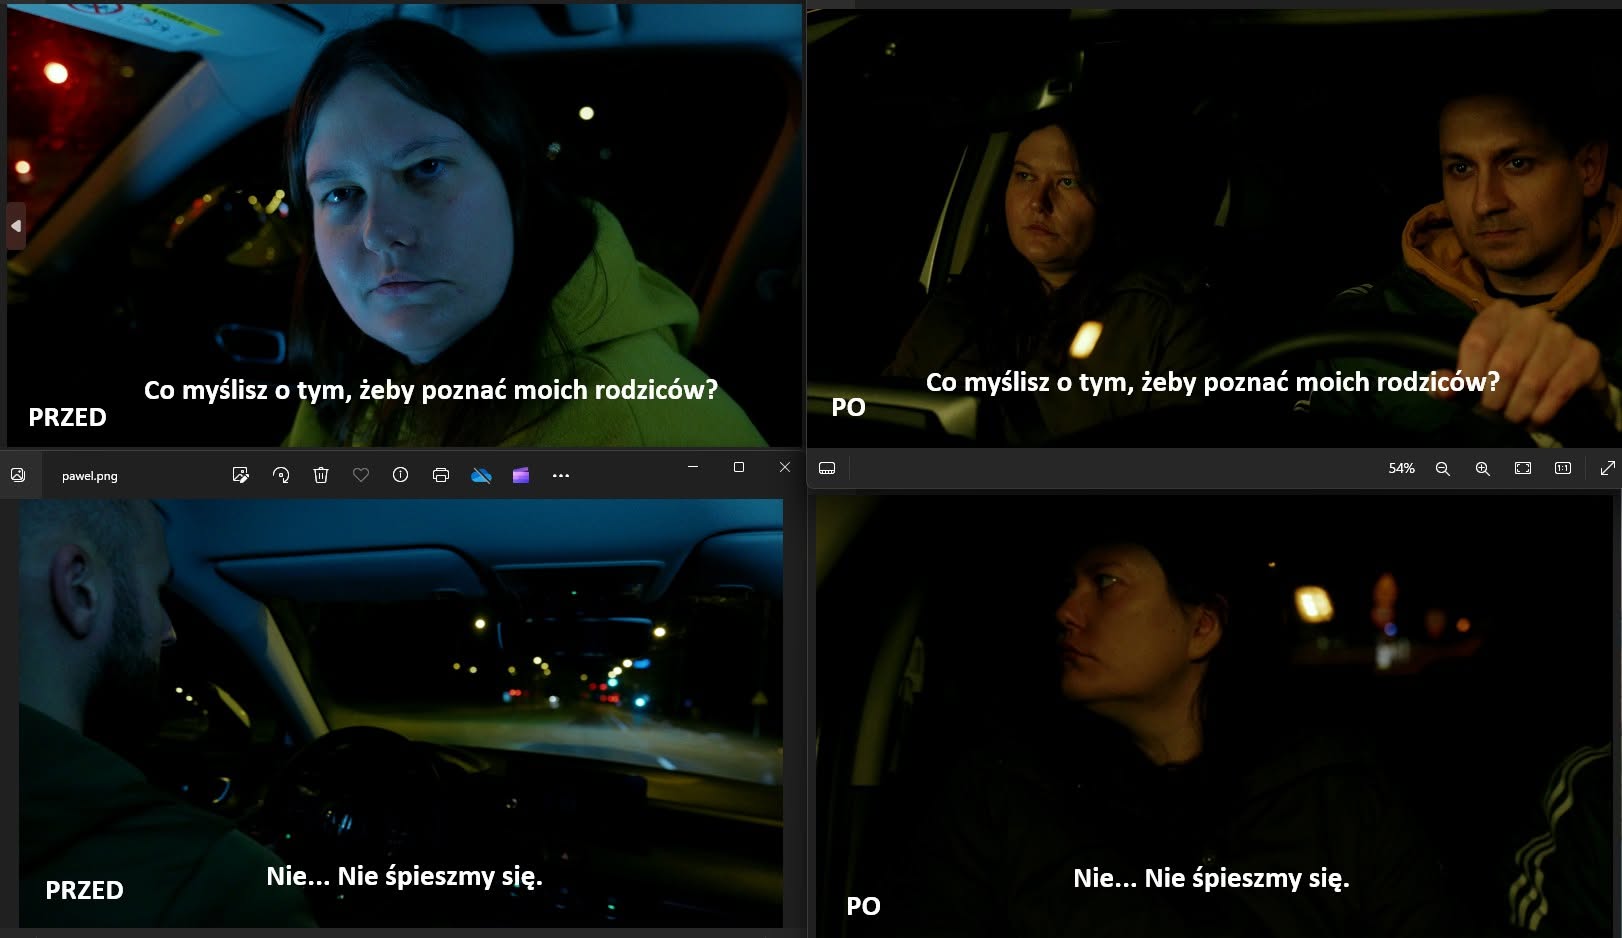 Co myślisz o tym, żeby poznać moich rodziców?
PRZED
Co myślisz o tym, żeby poznać moich rodziców?
PO
pawel.png
54%
Nie... Nie śpieszmy się.
PRZED
Nie... Nie śpieszmy się.
PO